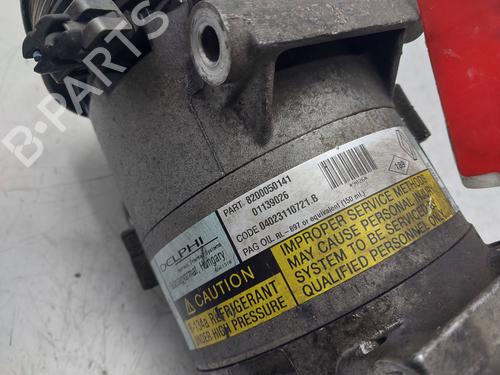 B-PARTS
PART: 8200050141
01139026
CODE 04023110721.B
PAG OIL RL-897 or equivalent (150 ml)
189
DELPHI
Hungary
CAUTION
R-134a REFRIGERANT
UNDER HIGH PRESSURE
IMPROPER SERVICE METHODS
MAY CAUSE PERSONAL INJURY
SYSTEM TO BE SERVICED BY
QUALIFIED PERSONNEL ONLY